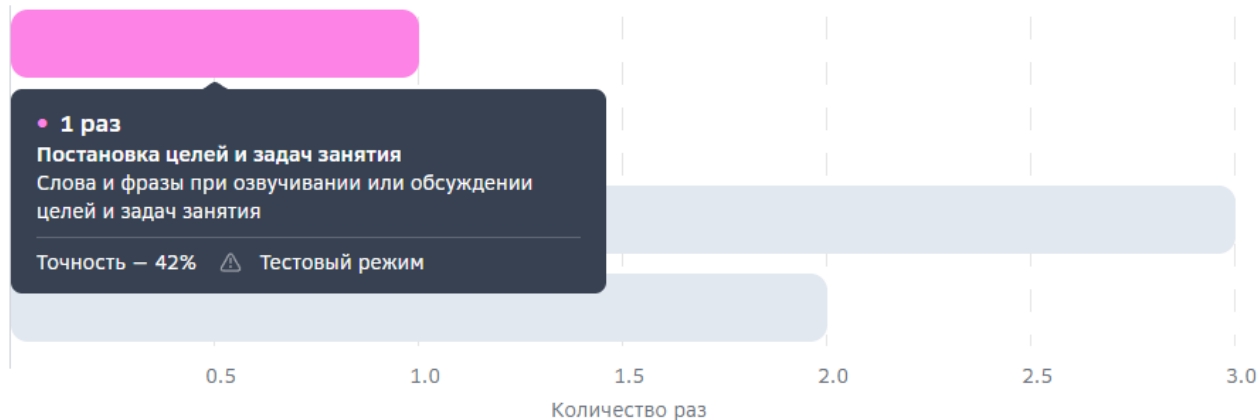 1 раз
Постановка целей и задач занятия
Слова и фразы при озвучивании или обсуждении
целей и задач занятия
Точность — 42% ⚠ Тестовый режим
0.5 1.0 1.5 2.0 2.5 3.0
Количество раз